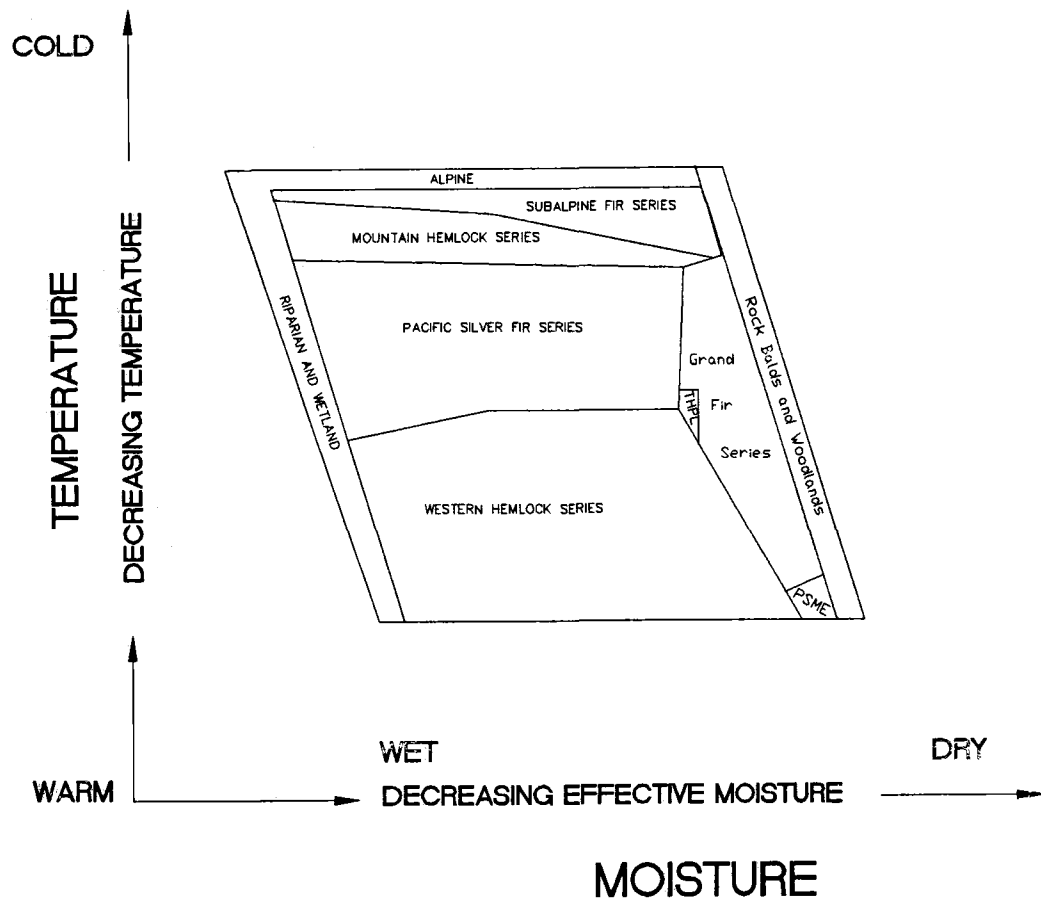 COLD
ALPINE
SUBALPINE FIR SERIES
MOUNTAIN HEMLOCK SERIES
TEMPERATURE
DECREASING TEMPERATURE
RIPARIAN AND WETLAND
PACIFIC SILVER FIR SERIES
Rock Balds and Woodlands
Grand
Fir
Series
THPL
WESTERN HEMLOCK SERIES
PSME
WET
DRY
WARM
DECREASING EFFECTIVE MOISTURE
MOISTURE